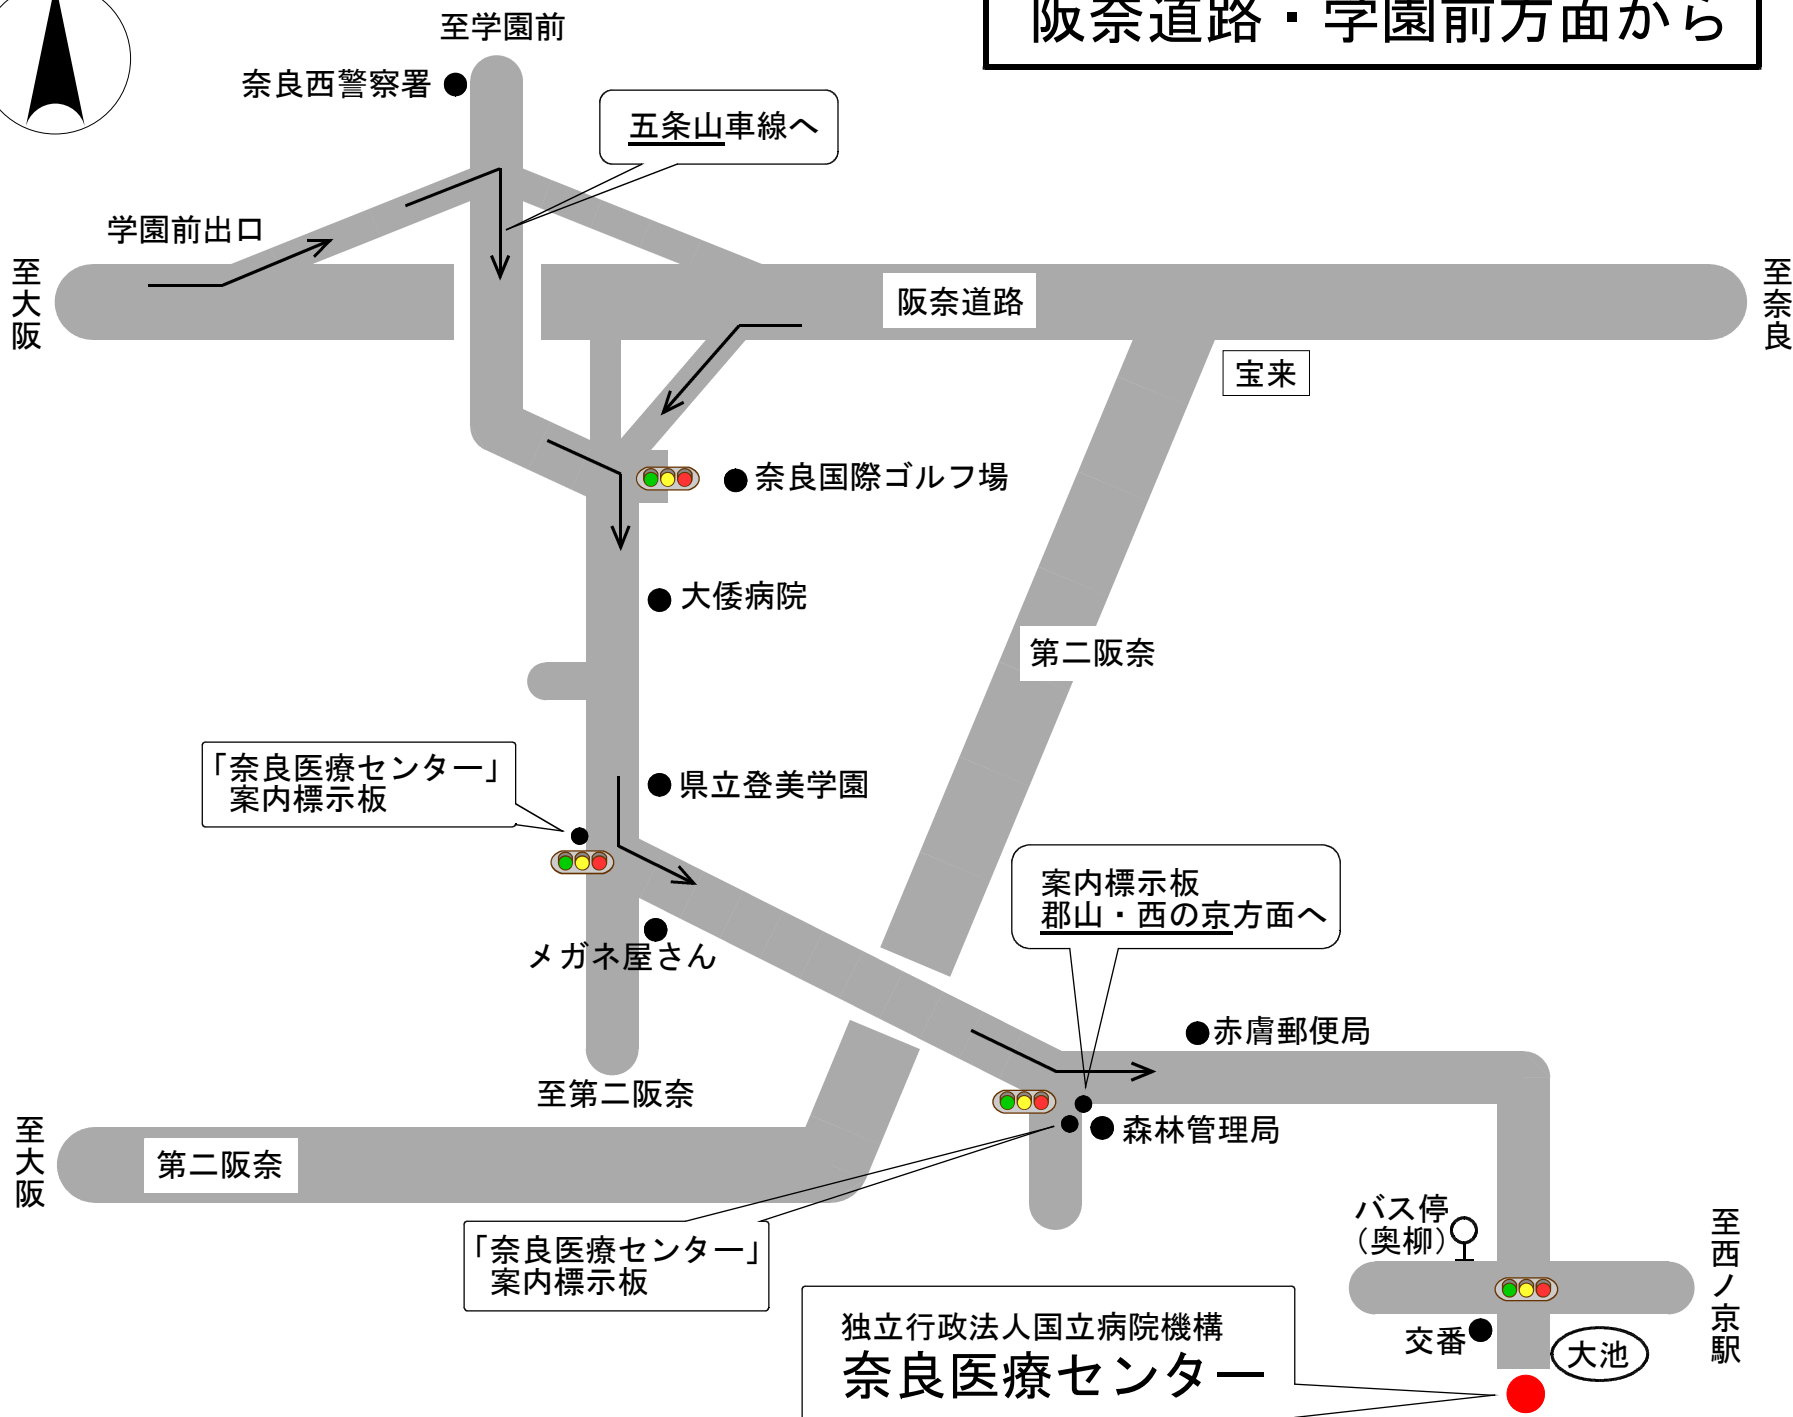 阪奈道路・学園前方面から
至学園前
奈良西警察署
五条山車線へ
学園前出口
至大阪
阪奈道路
至奈良
宝来
奈良国際ゴルフ場
大倭病院
第二阪奈
「奈良医療センター」
案内標示板
県立登美学園
案内標示板
郡山・西の京方面へ
メガネ屋さん
赤膚郵便局
至第二阪奈
至大阪
第二阪奈
森林管理局
バス停
(奥柳)
至西ノ京駅
「奈良医療センター」
案内標示板
独立行政法人国立病院機構
奈良医療センター
交番
大池